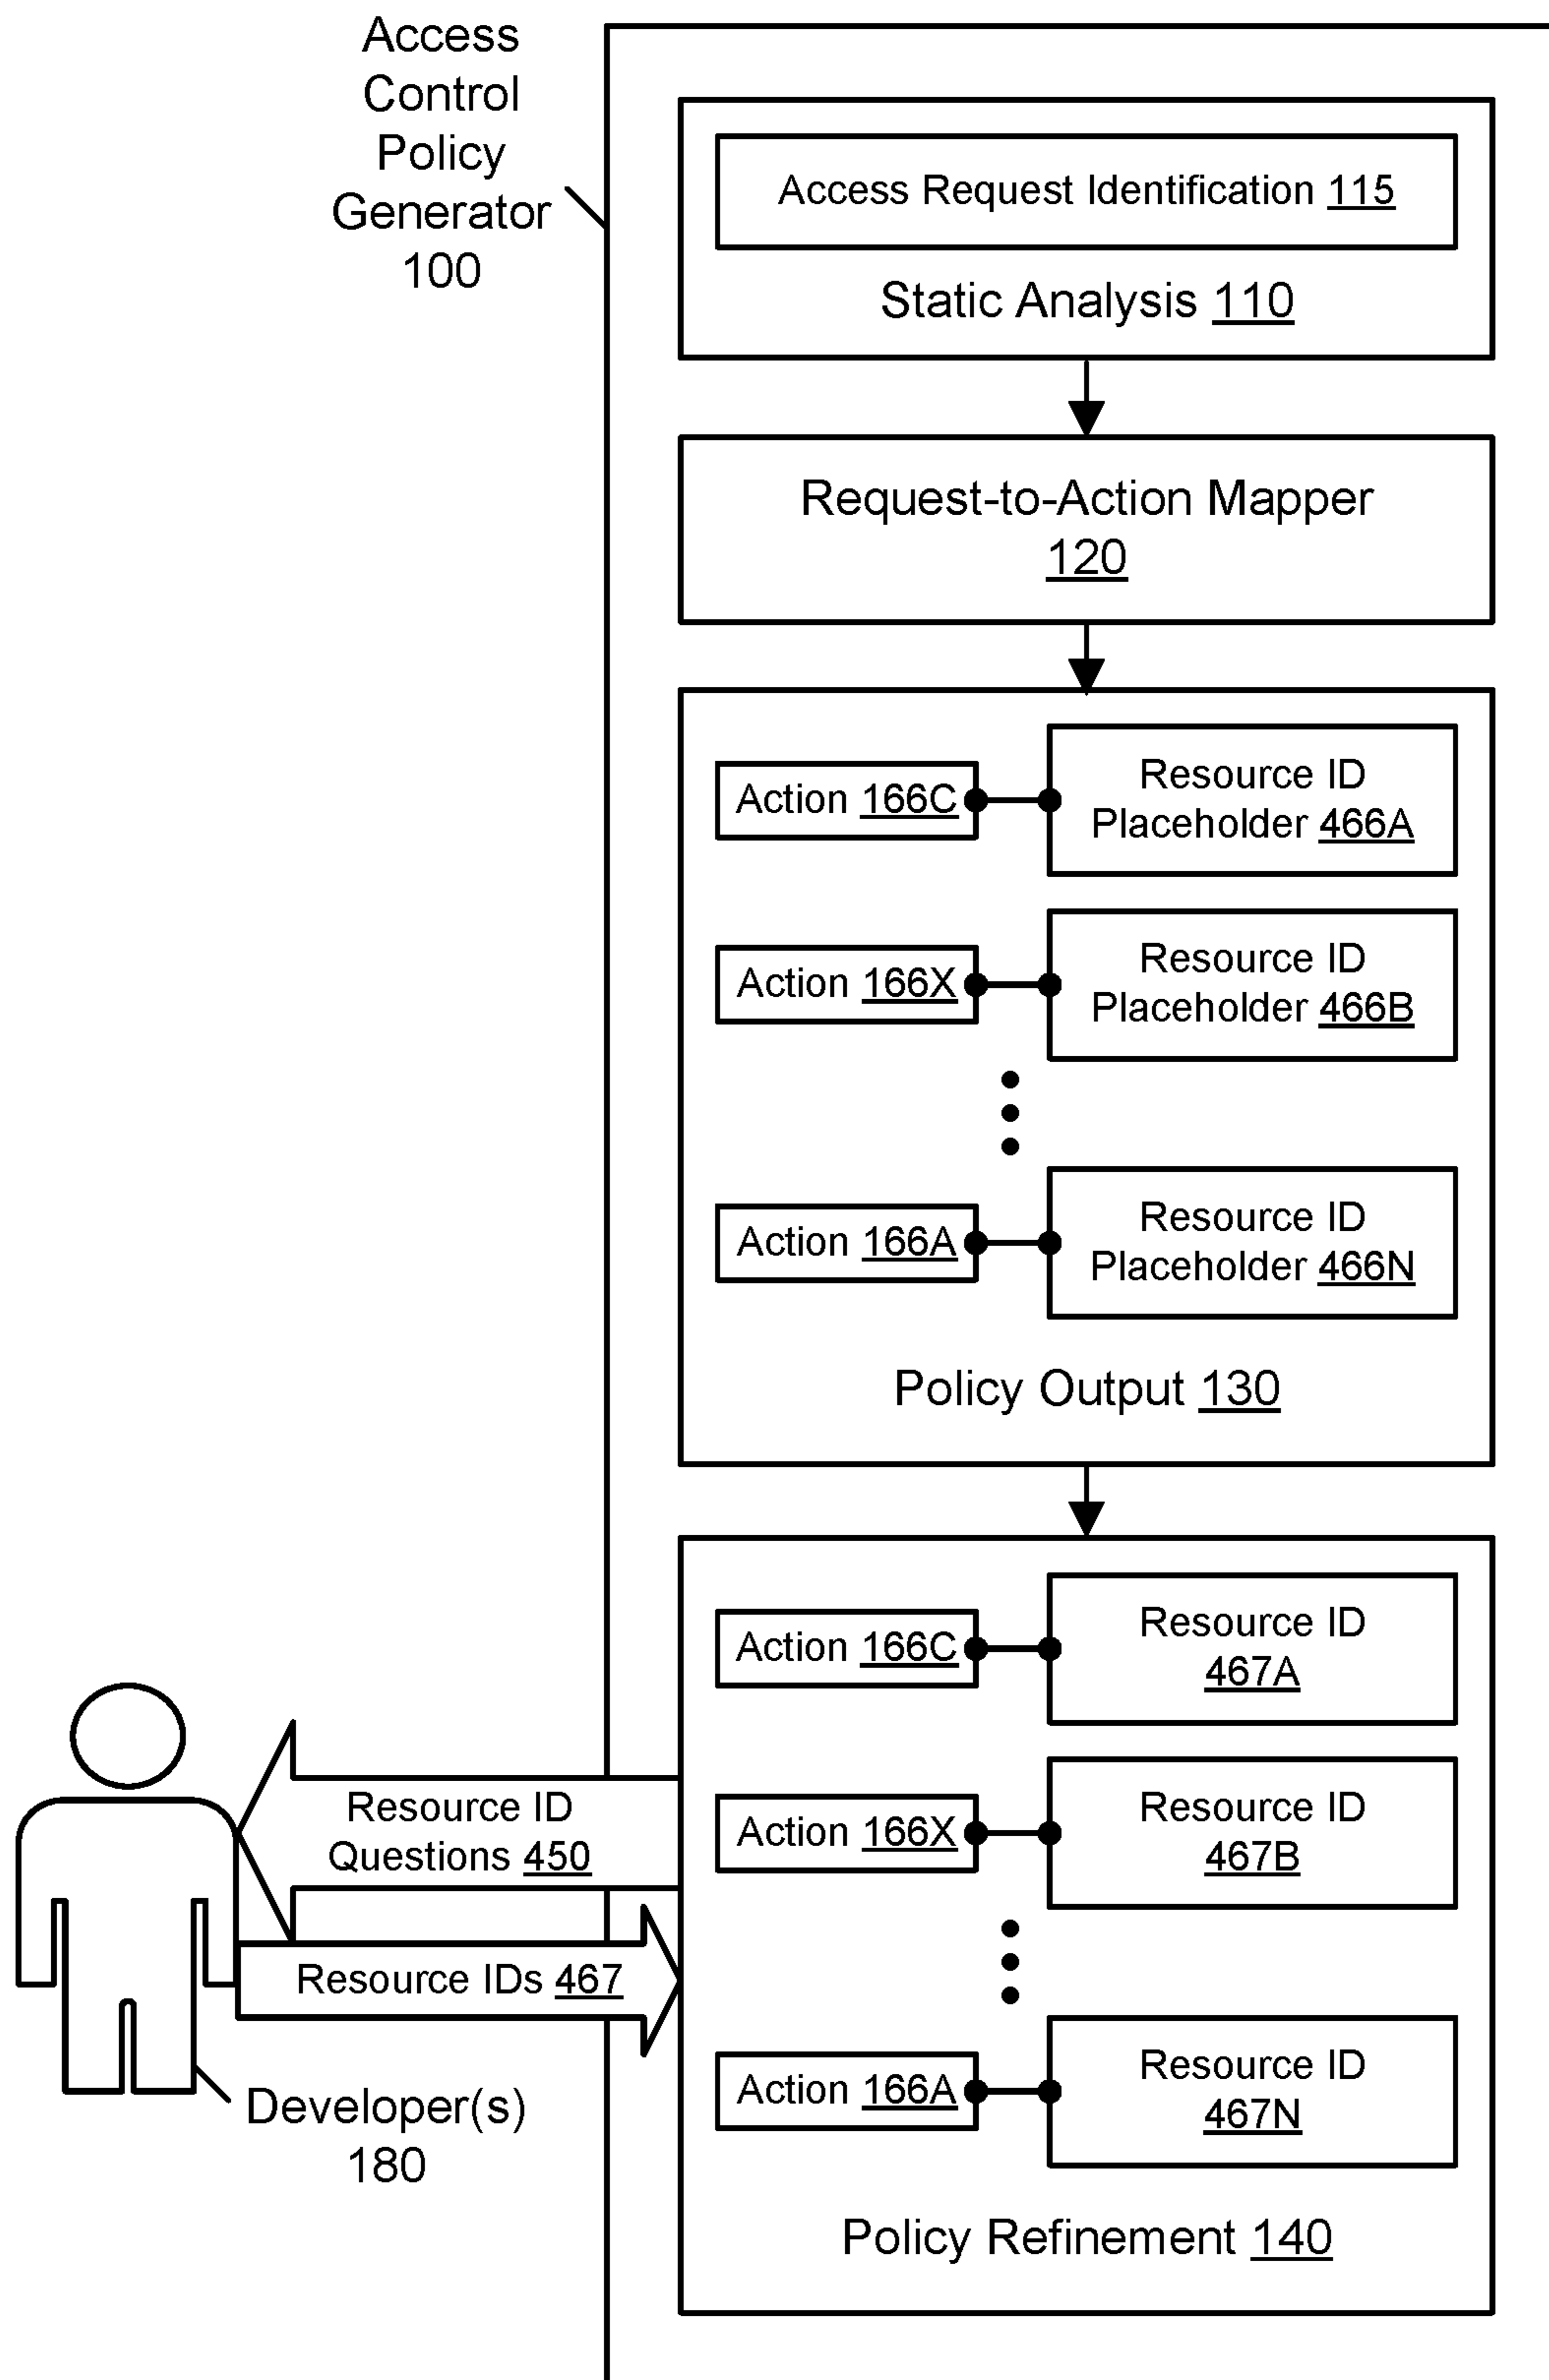 Access
Control
Policy
Generator
100
Access Request Identification 115
Static Analysis 110
Request-to-Action Mapper
120
Action 166C
Resource ID
Placeholder 466A
Action 166X
Resource ID
Placeholder 466B
Action 166A
Resource ID
Placeholder 466N
Policy Output 130
Action 166C
Resource ID
467A
Action 166X
Resource ID
467B
Action 166A
Resource ID
467N
Policy Refinement 140
Resource ID
Questions 450
Resource IDs 467
Developer(s)
180